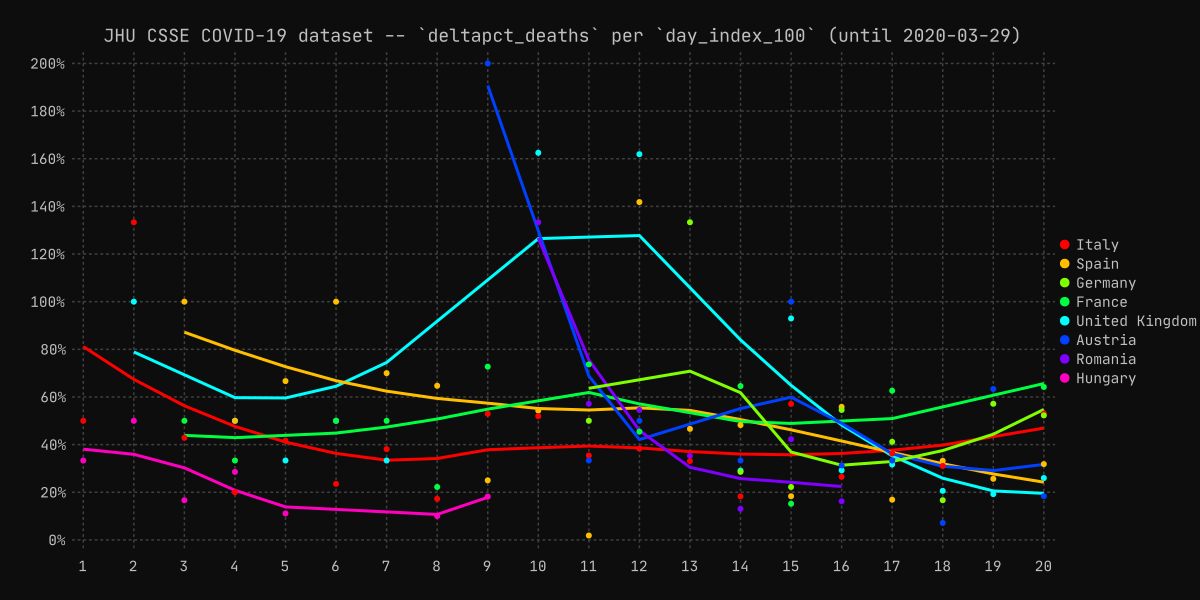 JHU CSSE COVID-19 dataset -- `deltapct_deaths` per `day_index_100` (until 2020-03-29)
200%
180%
160%
140%
120%
100%
80%
60%
40%
20%
0%
1 2 3 4 5 6 7 8 9 10 11 12 13 14 15 16 17 18 19 20
Italy
Spain
Germany
France
United Kingdom
Austria
Romania
Hungary